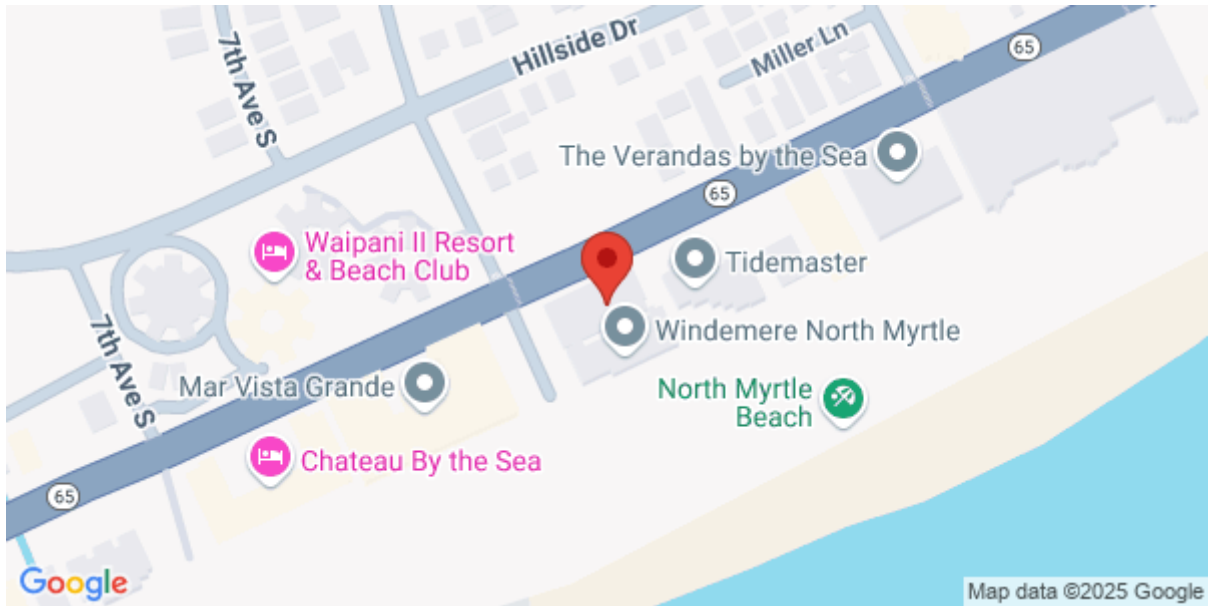 7th Ave S
Hillside Dr
Miller Ln
65
The Verandas by the Sea
65
Waipani II Resort
& Beach Club
Tidemaster
7th Ave S
Windemere North Myrtle
Mar Vista Grande
North Myrtle
Beach
Chateau By the Sea
65
Google
Map data ©2025 Google